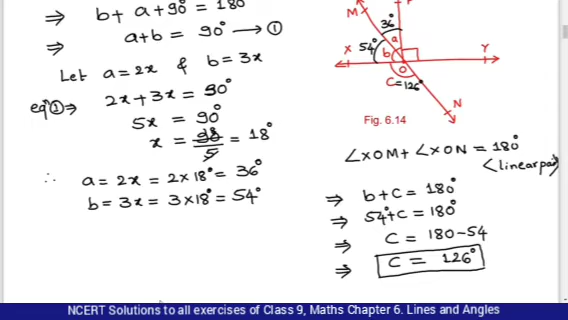 ⇒ b + a + 90° = 180°
⇒ a + b = 90° → ①
Let a = 2x & b = 3x
eqⁿ① ⇒ 2x + 3x = 90°
5x = 90°
x = 90/5 18 = 18°
∴ a = 2x = 2 x 18° = 36°
b = 3x = 3 x 18° = 54°
M
P
36°
a
X
54°
b
Y
O
C = 126°
N
Fig. 6.14
∠XOM + ∠XON = 180°
<linear pair
⇒ b + c = 180°
⇒ 54° + c = 180°
⇒ c = 180 - 54
⇒ c = 126°
NCERT Solutions to all exercises of Class 9, Maths Chapter 6. Lines and Angles